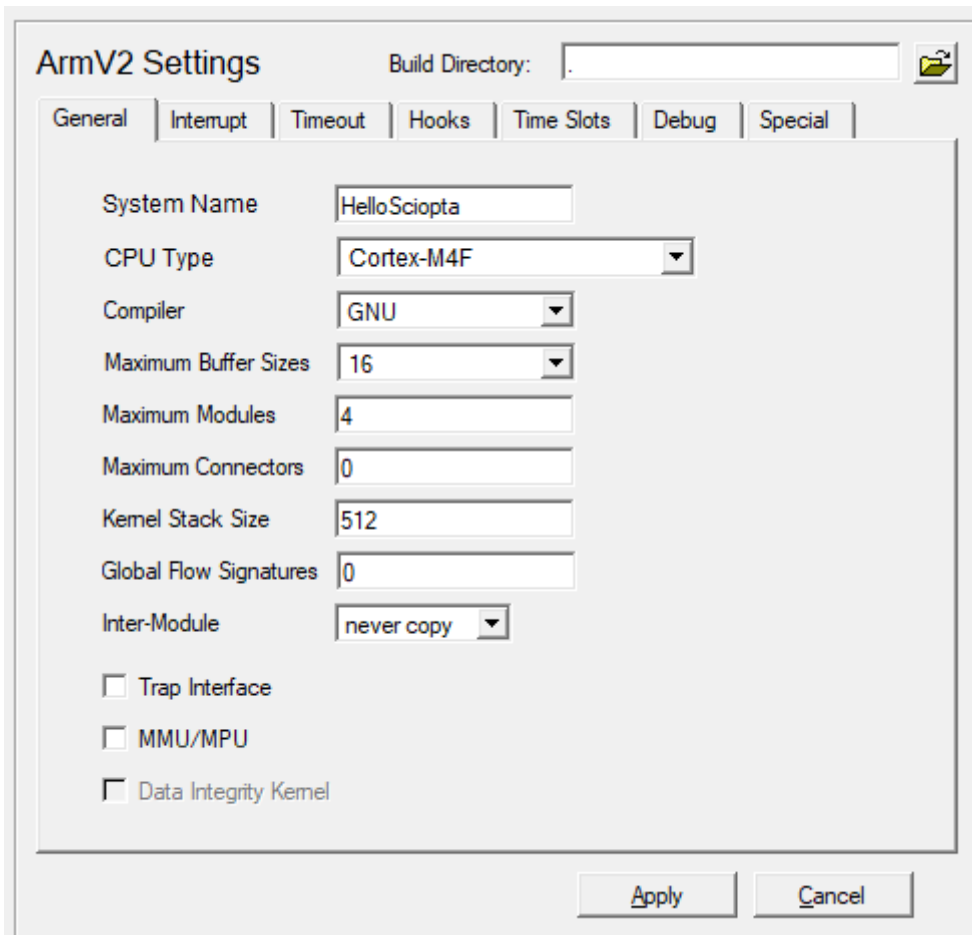 ArmV2 Settings Build Directory: .
General Interrupt Timeout Hooks Time Slots Debug Special
System Name HelloSciopta
CPU Type Cortex-M4F
Compiler GNU
Maximum Buffer Sizes 16
Maximum Modules 4
Maximum Connectors 0
Kernel Stack Size 512
Global Flow Signatures 0
Inter-Module never copy
Trap Interface
MMU/MPU
Data Integrity Kernel
Apply Cancel